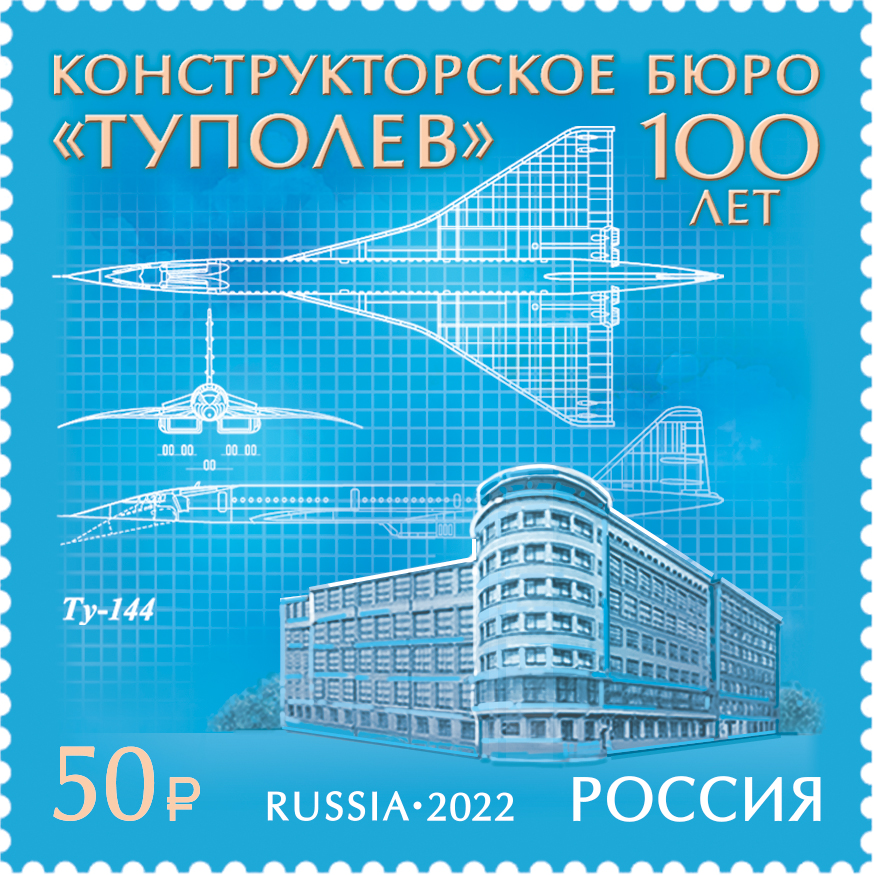 КОНСТРУКТОРСКОЕ БЮРО
«ТУПОЛЕВ» 100
ЛЕТ
Ту-144
50₽
RUSSIA•2022 РОССИЯ